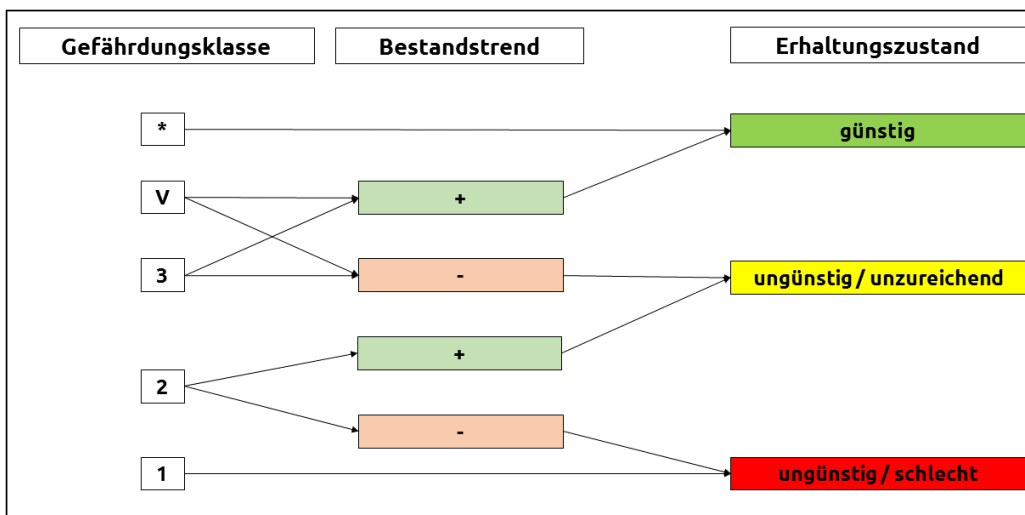 Gefährdungsklasse
Bestandstrend
Erhaltungszustand
*
günstig
V
+
3
-
ungünstig / unzureichend
+
2
-
1
ungünstig / schlecht